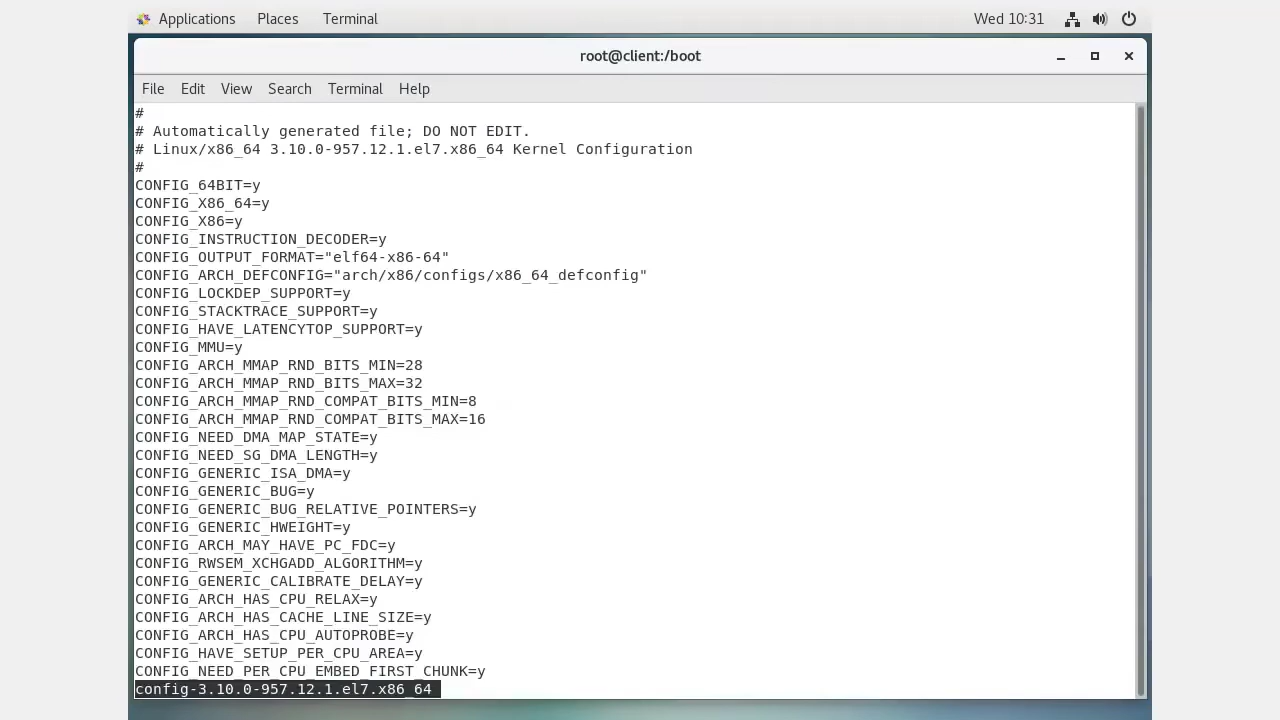 Applications Places Terminal Wed 10:31
root@client:/boot
File Edit View Search Terminal Help
#
# Automatically generated file; DO NOT EDIT.
# Linux/x86_64 3.10.0-957.12.1.el7.x86_64 Kernel Configuration
#
CONFIG_64BIT=y
CONFIG_X86_64=y
CONFIG_X86=y
CONFIG_INSTRUCTION_DECODER=y
CONFIG_OUTPUT_FORMAT="elf64-x86-64"
CONFIG_ARCH_DEFCONFIG="arch/x86/configs/x86_64_defconfig"
CONFIG_LOCKDEP_SUPPORT=y
CONFIG_STACKTRACE_SUPPORT=y
CONFIG_HAVE_LATENCYTOP_SUPPORT=y
CONFIG_MMU=y
CONFIG_ARCH_MMAP_RND_BITS_MIN=28
CONFIG_ARCH_MMAP_RND_BITS_MAX=32
CONFIG_ARCH_MMAP_RND_COMPAT_BITS_MIN=8
CONFIG_ARCH_MMAP_RND_COMPAT_BITS_MAX=16
CONFIG_NEED_DMA_MAP_STATE=y
CONFIG_NEED_SG_DMA_LENGTH=y
CONFIG_GENERIC_ISA_DMA=y
CONFIG_GENERIC_BUG=y
CONFIG_GENERIC_BUG_RELATIVE_POINTERS=y
CONFIG_GENERIC_HWEIGHT=y
CONFIG_ARCH_MAY_HAVE_PC_FDC=y
CONFIG_RWSEM_XCHGADD_ALGORITHM=y
CONFIG_GENERIC_CALIBRATE_DELAY=y
CONFIG_ARCH_HAS_CPU_RELAX=y
CONFIG_ARCH_HAS_CACHE_LINE_SIZE=y
CONFIG_ARCH_HAS_CPU_AUTOPROBE=y
CONFIG_HAVE_SETUP_PER_CPU_AREA=y
CONFIG_NEED_PER_CPU_EMBED_FIRST_CHUNK=y
config-3.10.0-957.12.1.el7.x86_64